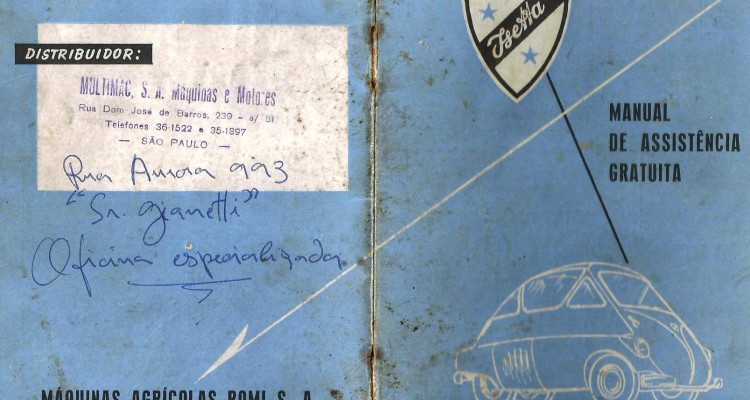 DISTRIBUIDOR:
MULTIMAC, S. A. Máquinas e Motores
Rua Dom José de Barros, 239 - s/ 31
Telefones 36-1522 e 35-1897
— SÃO PAULO —
Rua Aurora 993
"Sr. Gianetti"
Oficina especializada
MÁQUINAS AGRÍCOLAS ROMI S. A.
Isetta
MANUAL
DE ASSISTÊNCIA
GRATUITA